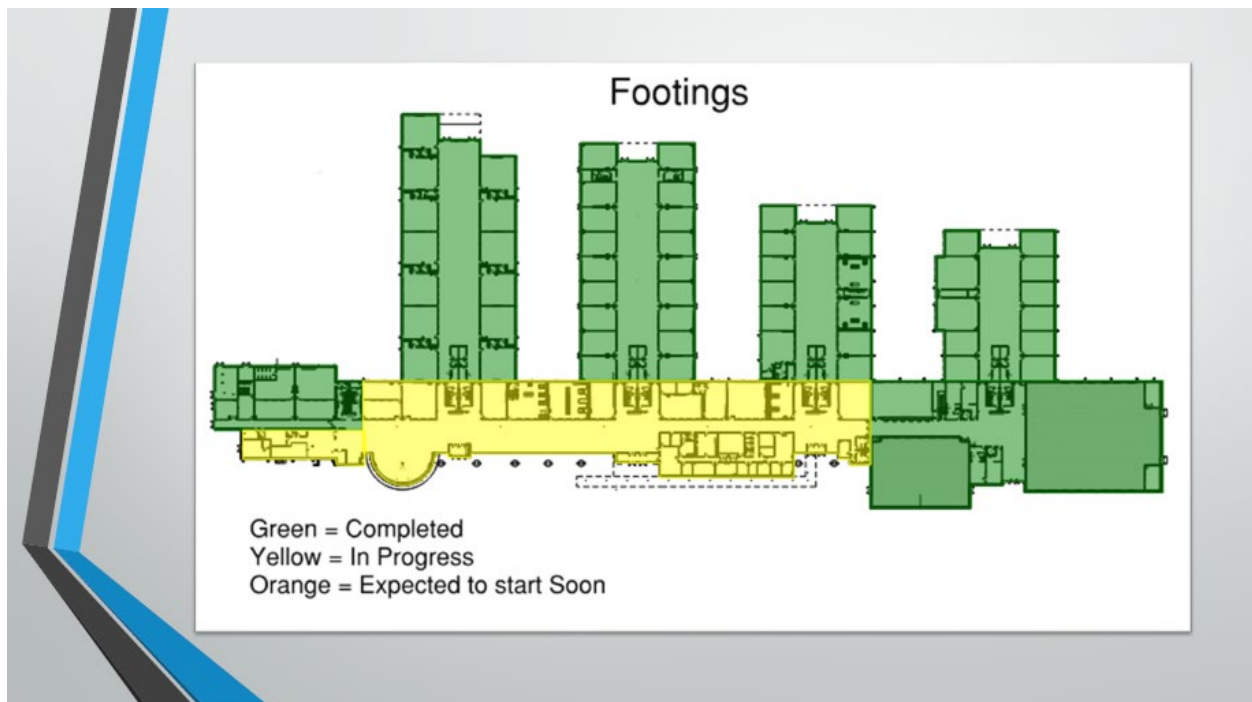 Footings
Green = Completed
Yellow = In Progress
Orange = Expected to start Soon